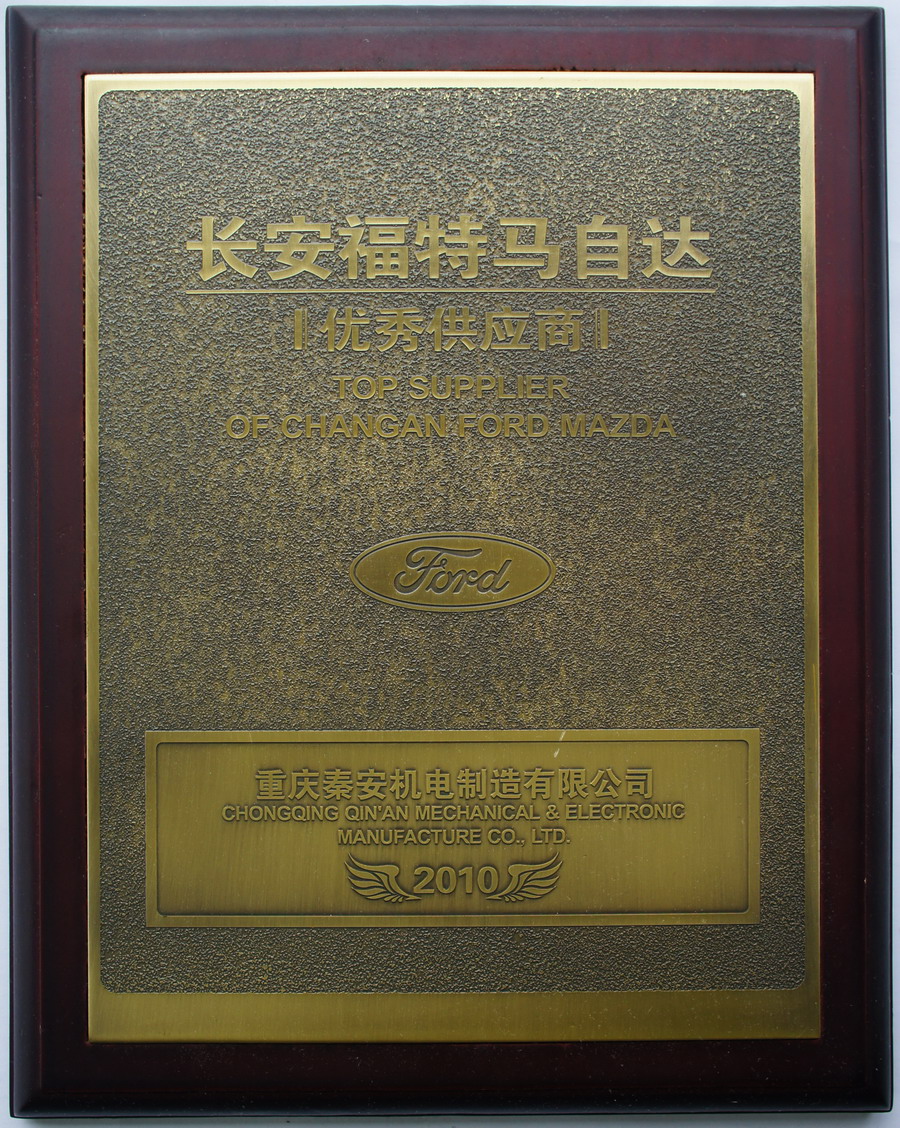 长安福特马自达
优秀供应商
TOP SUPPLIER
OF CHANGAN FORD MAZDA
Ford
重庆秦安机电制造有限公司
CHONGQING QIN'AN MECHANICAL & ELECTRONIC
MANUFACTURE CO., LTD.
2010